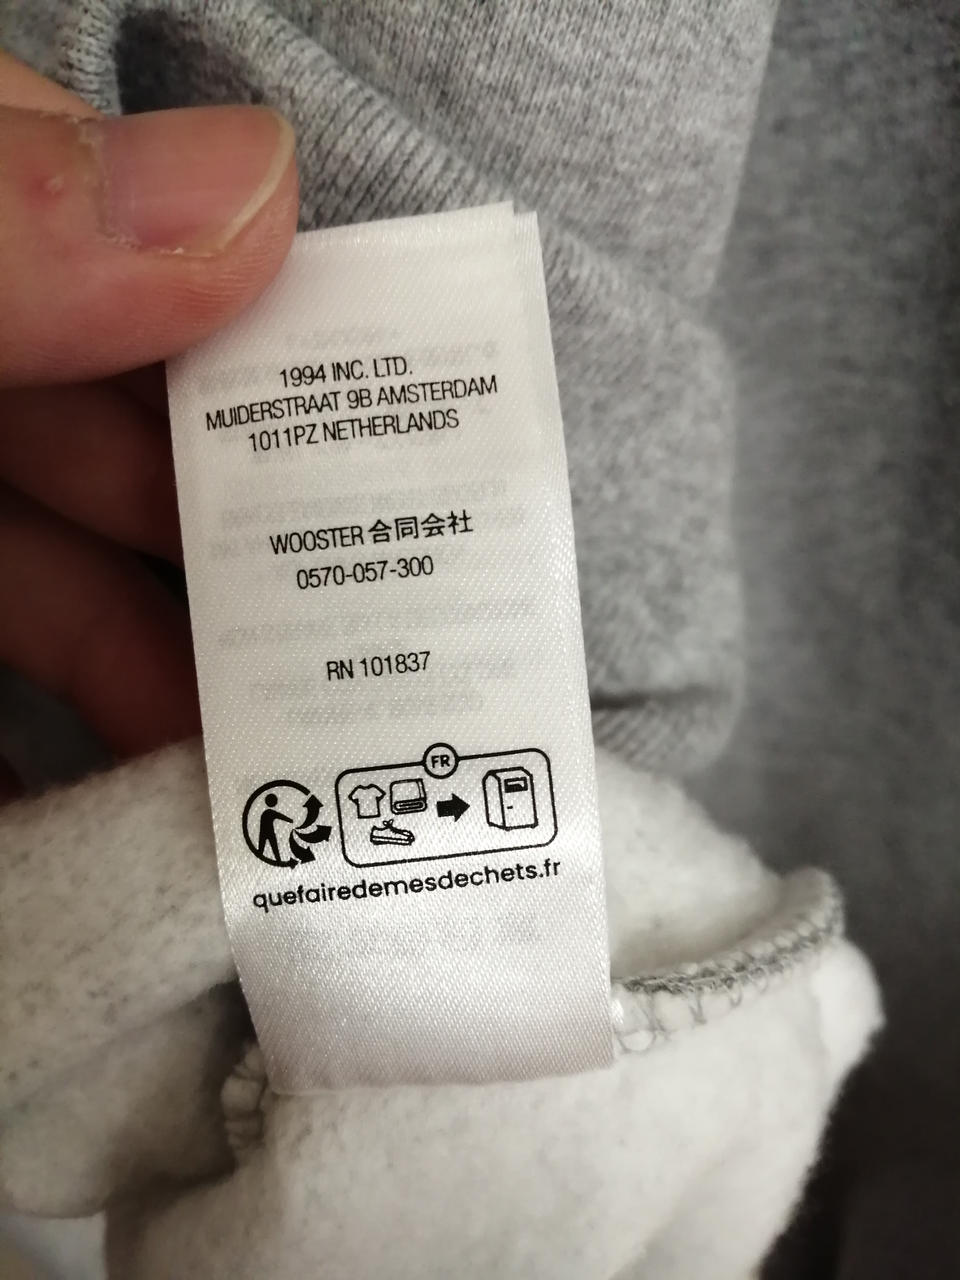 1994 INC. LTD.
MUIDERSTRAAT 9B AMSTERDAM
1011PZ NETHERLANDS
WOOSTER 合同会社
0570-057-300
RN 101837
FR
quefairedemesdechets.fr